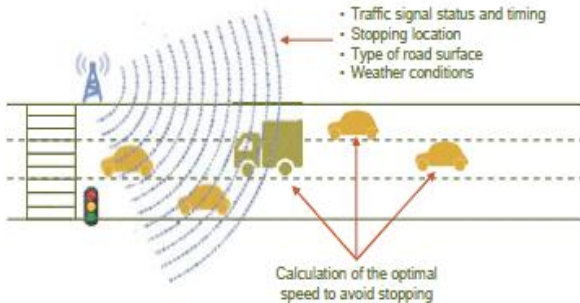 • Traffic signal status and timing
• Stopping location
• Type of road surface
• Weather conditions
Calculation of the optimal
speed to avoid stopping